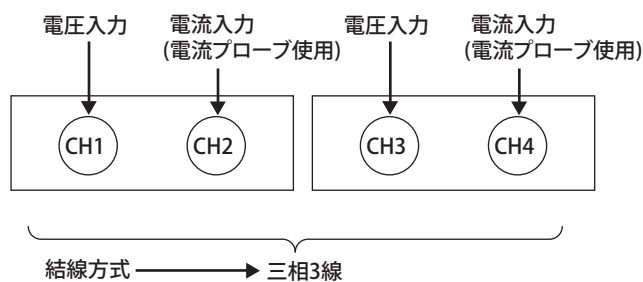 電圧入力
電流入力
(電流プローブ使用)
電圧入力
電流入力
(電流プローブ使用)
CH1
CH2
CH3
CH4
結線方式
三相3線